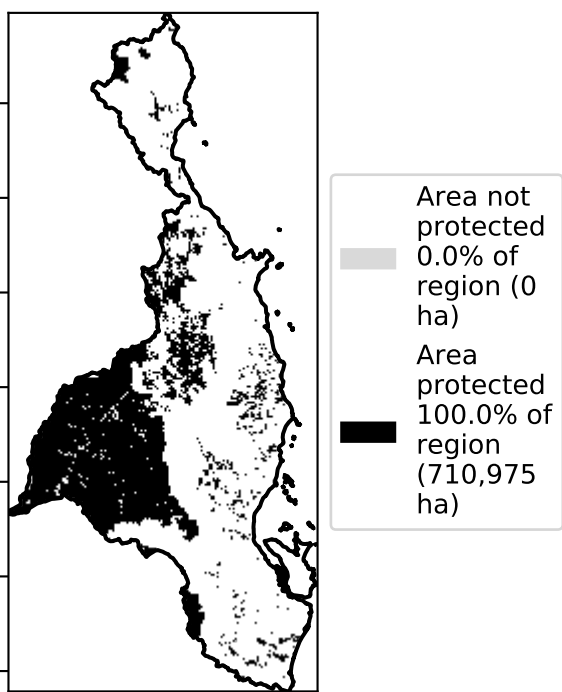 Area not
protected
0.0% of
region (0
ha)
Area
protected
100.0% of
region
(710,975
ha)